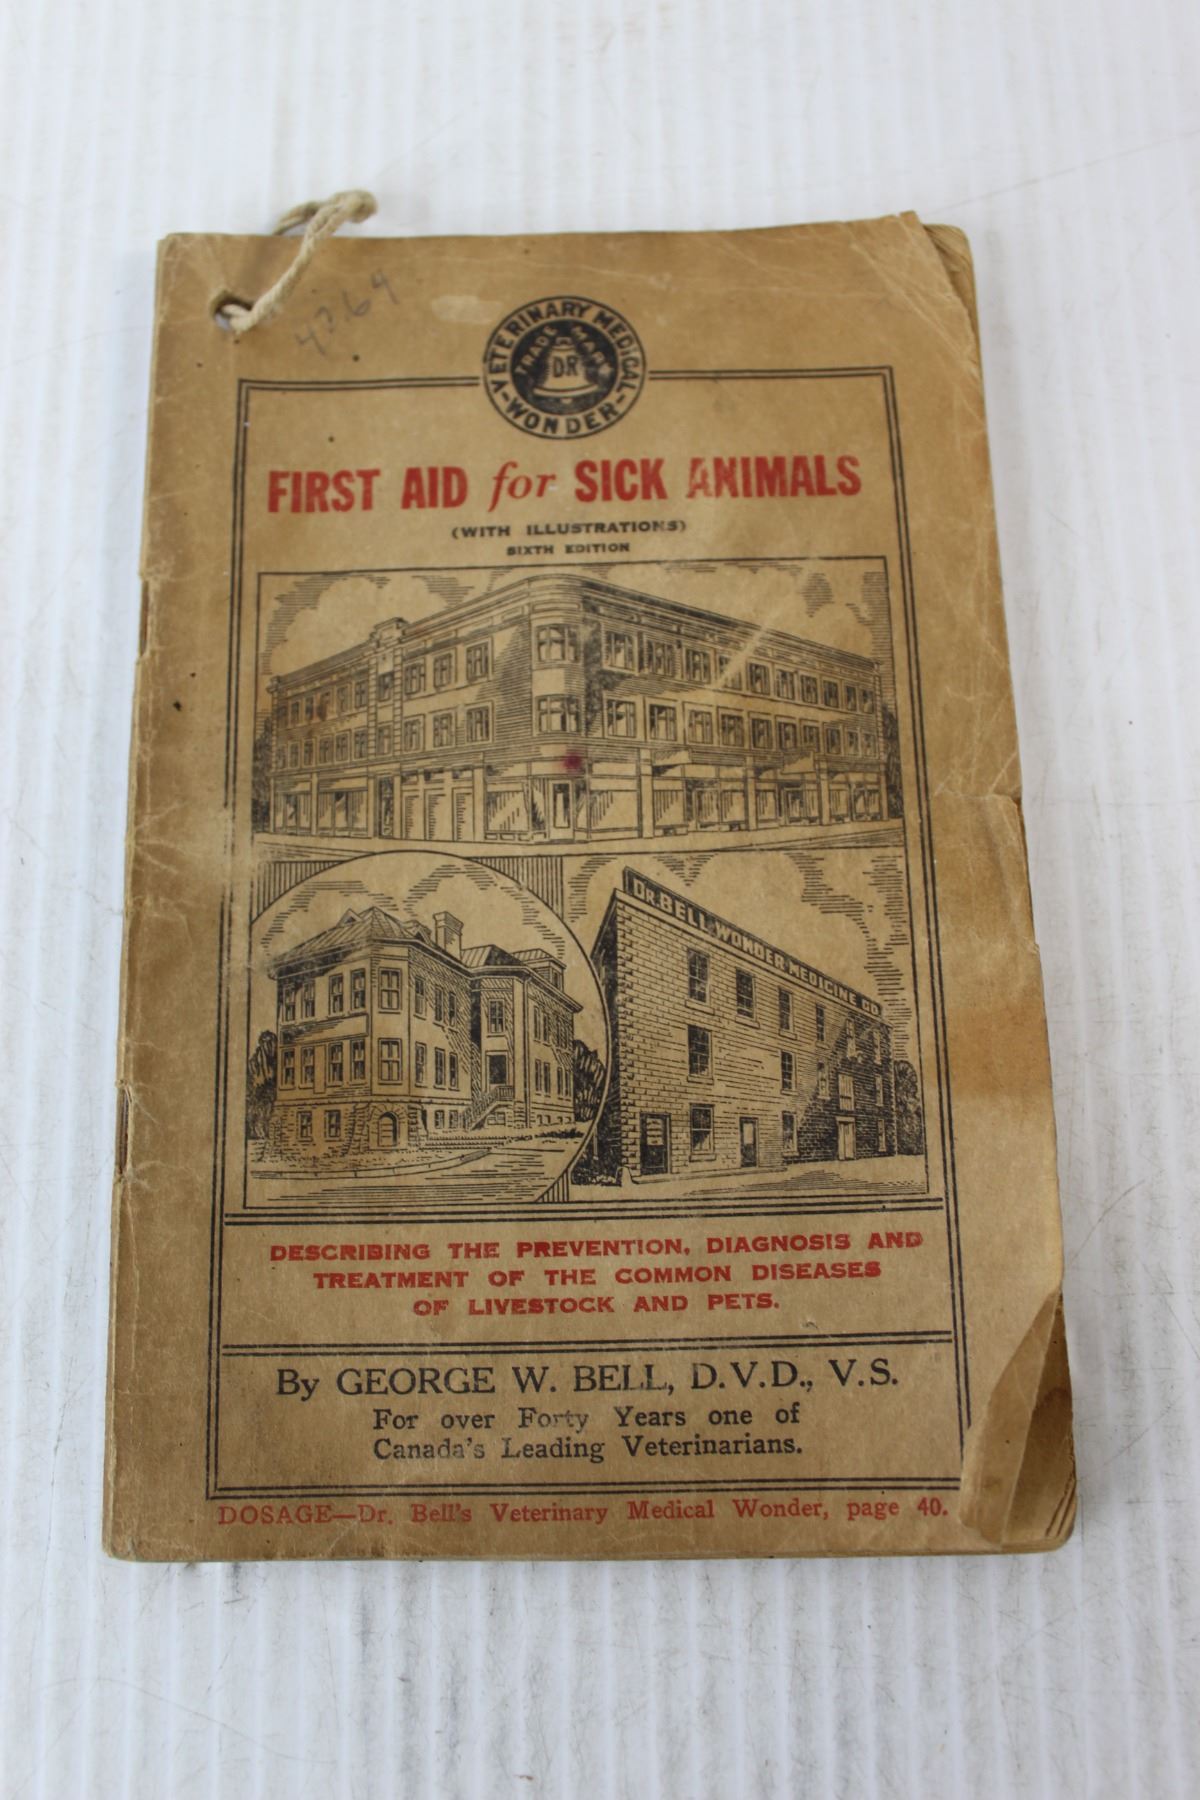 4764
VETERINARY MEDICAL
TRADE MARK
DR
-WONDER-
FIRST AID for SICK ANIMALS
(WITH ILLUSTRATIONS)
SIXTH EDITION
DR. BELL WONDER MEDICINE CO.
DESCRIBING THE PREVENTION, DIAGNOSIS AND
TREATMENT OF THE COMMON DISEASES
OF LIVESTOCK AND PETS.
By GEORGE W. BELL, D.V.D., V.S.
For over Forty Years one of
Canada's Leading Veterinarians.
DOSAGE—Dr. Bell's Veterinary Medical Wonder, page 40.